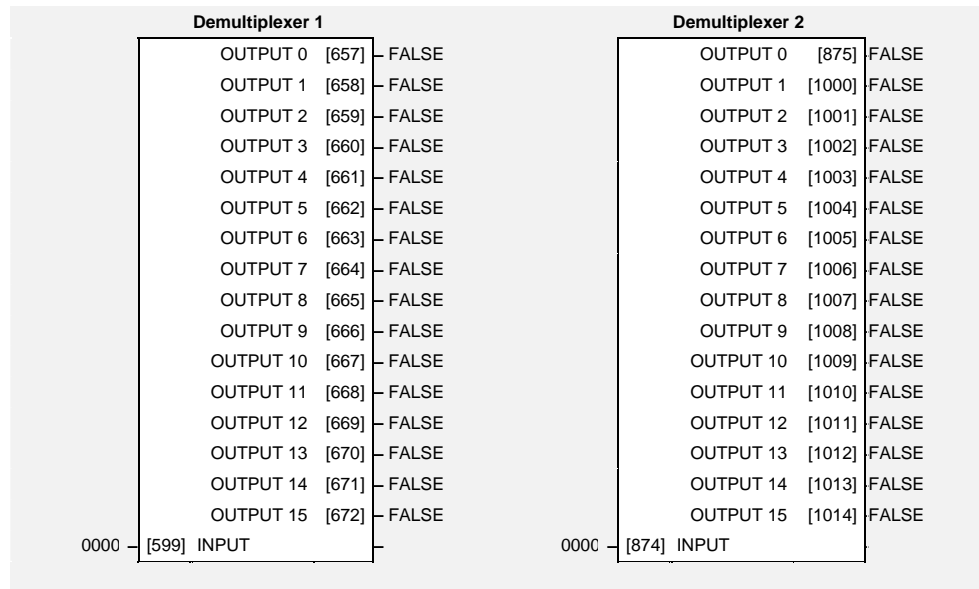 Demultiplexer 1
OUTPUT 0 [657] FALSE
OUTPUT 1 [658] FALSE
OUTPUT 2 [659] FALSE
OUTPUT 3 [660] FALSE
OUTPUT 4 [661] FALSE
OUTPUT 5 [662] FALSE
OUTPUT 6 [663] FALSE
OUTPUT 7 [664] FALSE
OUTPUT 8 [665] FALSE
OUTPUT 9 [666] FALSE
OUTPUT 10 [667] FALSE
OUTPUT 11 [668] FALSE
OUTPUT 12 [669] FALSE
OUTPUT 13 [670] FALSE
OUTPUT 14 [671] FALSE
OUTPUT 15 [672] FALSE
0000 [599] INPUT
Demultiplexer 2
OUTPUT 0 [875] FALSE
OUTPUT 1 [1000] FALSE
OUTPUT 2 [1001] FALSE
OUTPUT 3 [1002] FALSE
OUTPUT 4 [1003] FALSE
OUTPUT 5 [1004] FALSE
OUTPUT 6 [1005] FALSE
OUTPUT 7 [1006] FALSE
OUTPUT 8 [1007] FALSE
OUTPUT 9 [1008] FALSE
OUTPUT 10 [1009] FALSE
OUTPUT 11 [1010] FALSE
OUTPUT 12 [1011] FALSE
OUTPUT 13 [1012] FALSE
OUTPUT 14 [1013] FALSE
OUTPUT 15 [1014] FALSE
0000 [874] INPUT